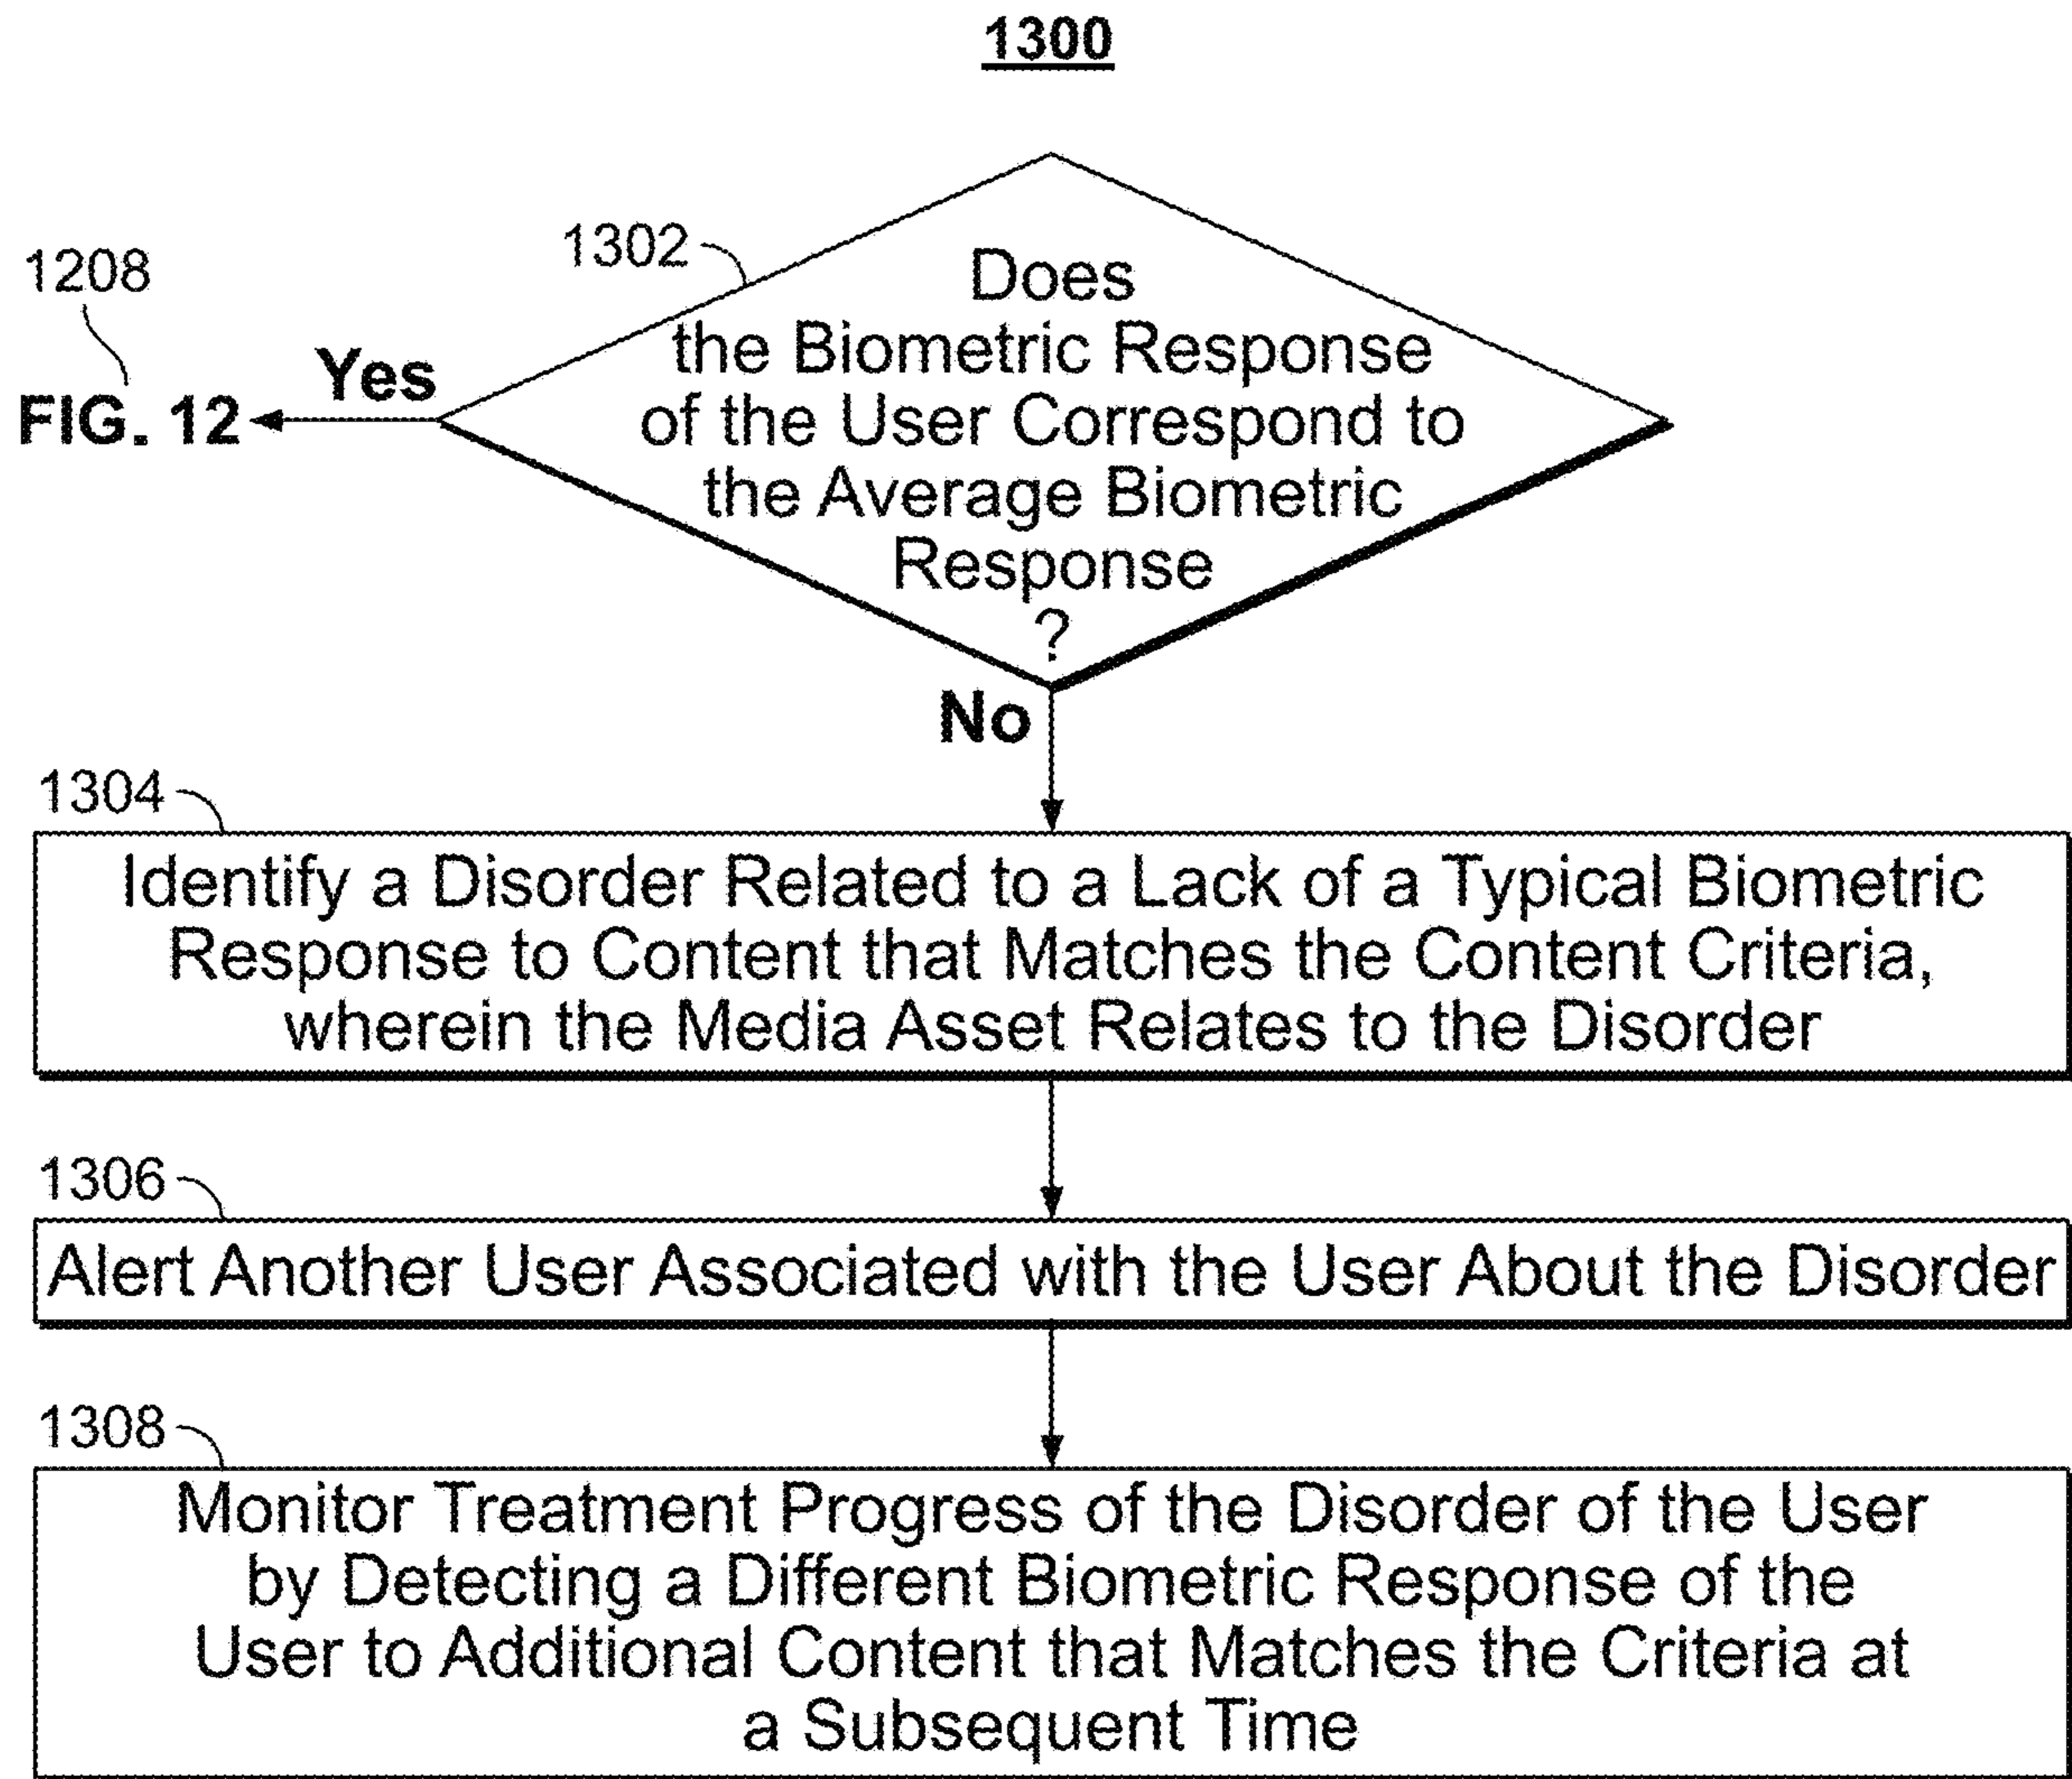 1300
1302
Does
the Biometric Response
of the User Correspond to
the Average Biometric
Response
?
1208
FIG. 12
Yes
No
1304
Identify a Disorder Related to a Lack of a Typical Biometric
Response to Content that Matches the Content Criteria,
wherein the Media Asset Relates to the Disorder
1306
Alert Another User Associated with the User About the Disorder
1308
Monitor Treatment Progress of the Disorder of the User
by Detecting a Different Biometric Response of the
User to Additional Content that Matches the Criteria at
a Subsequent Time